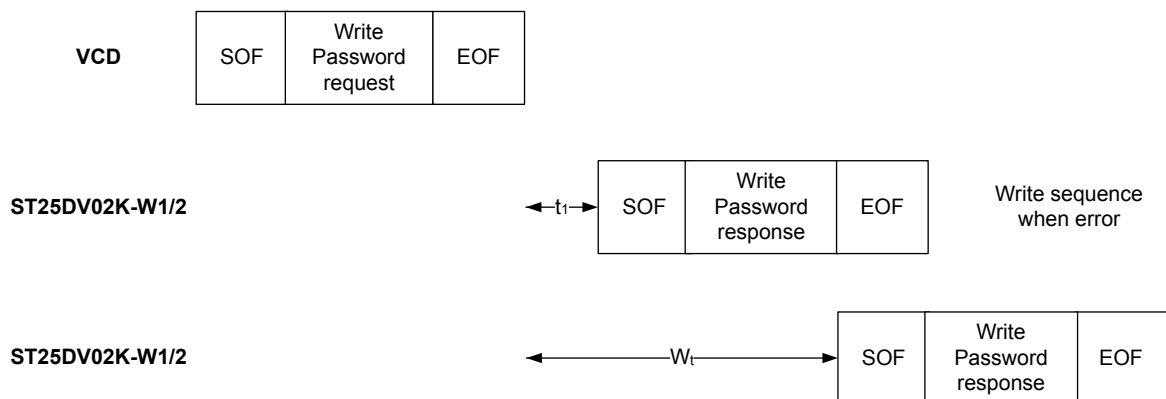 VCD
SOF
Write
Password
request
EOF
ST25DV02K-W1/2
t1
SOF
Write
Password
response
EOF
Write sequence
when error
ST25DV02K-W1/2
Wt
SOF
Write
Password
response
EOF